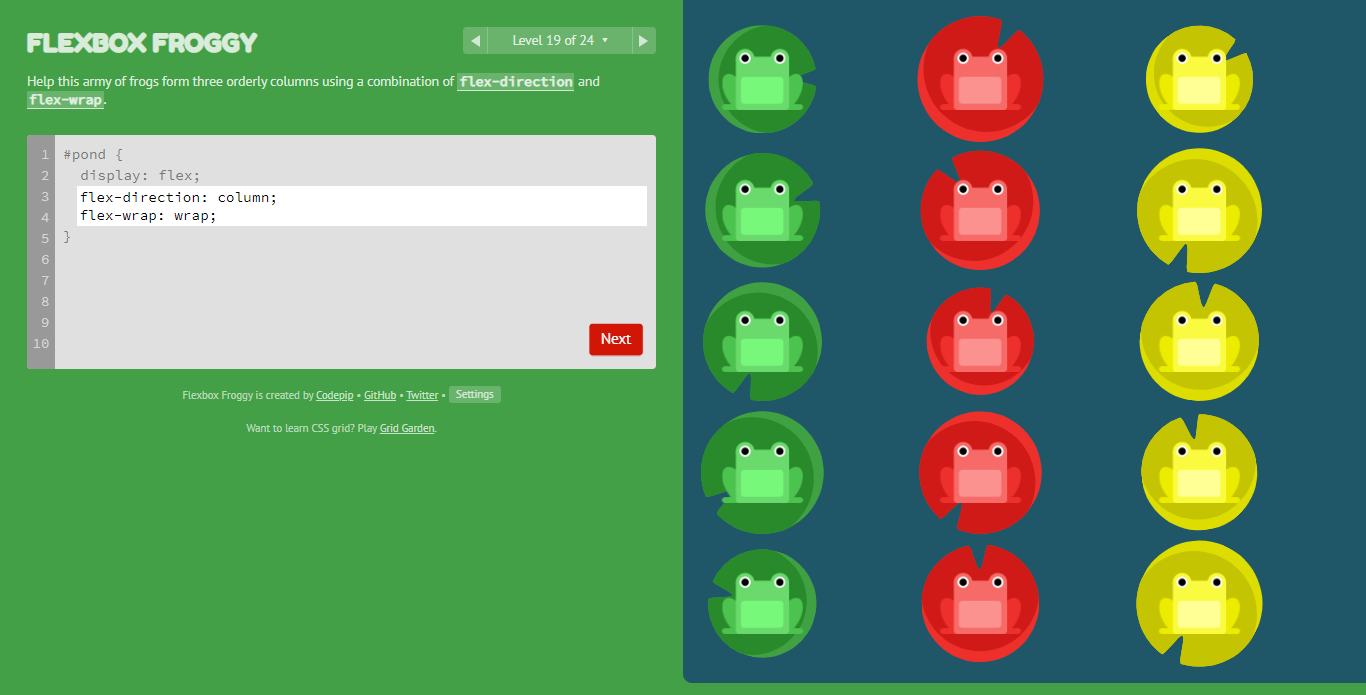 FLEXBOX FROGGY
Level 19 of 24
Help this army of frogs form three orderly columns using a combination of flex-direction and
flex-wrap.
1 #pond {
2 display: flex;
3 flex-direction: column;
4 flex-wrap: wrap;
5 }
6
7
8
9
10
Next
Flexbox Froggy is created by Codepip • GitHub • Twitter • Settings
Want to learn CSS grid? Play Grid Garden.